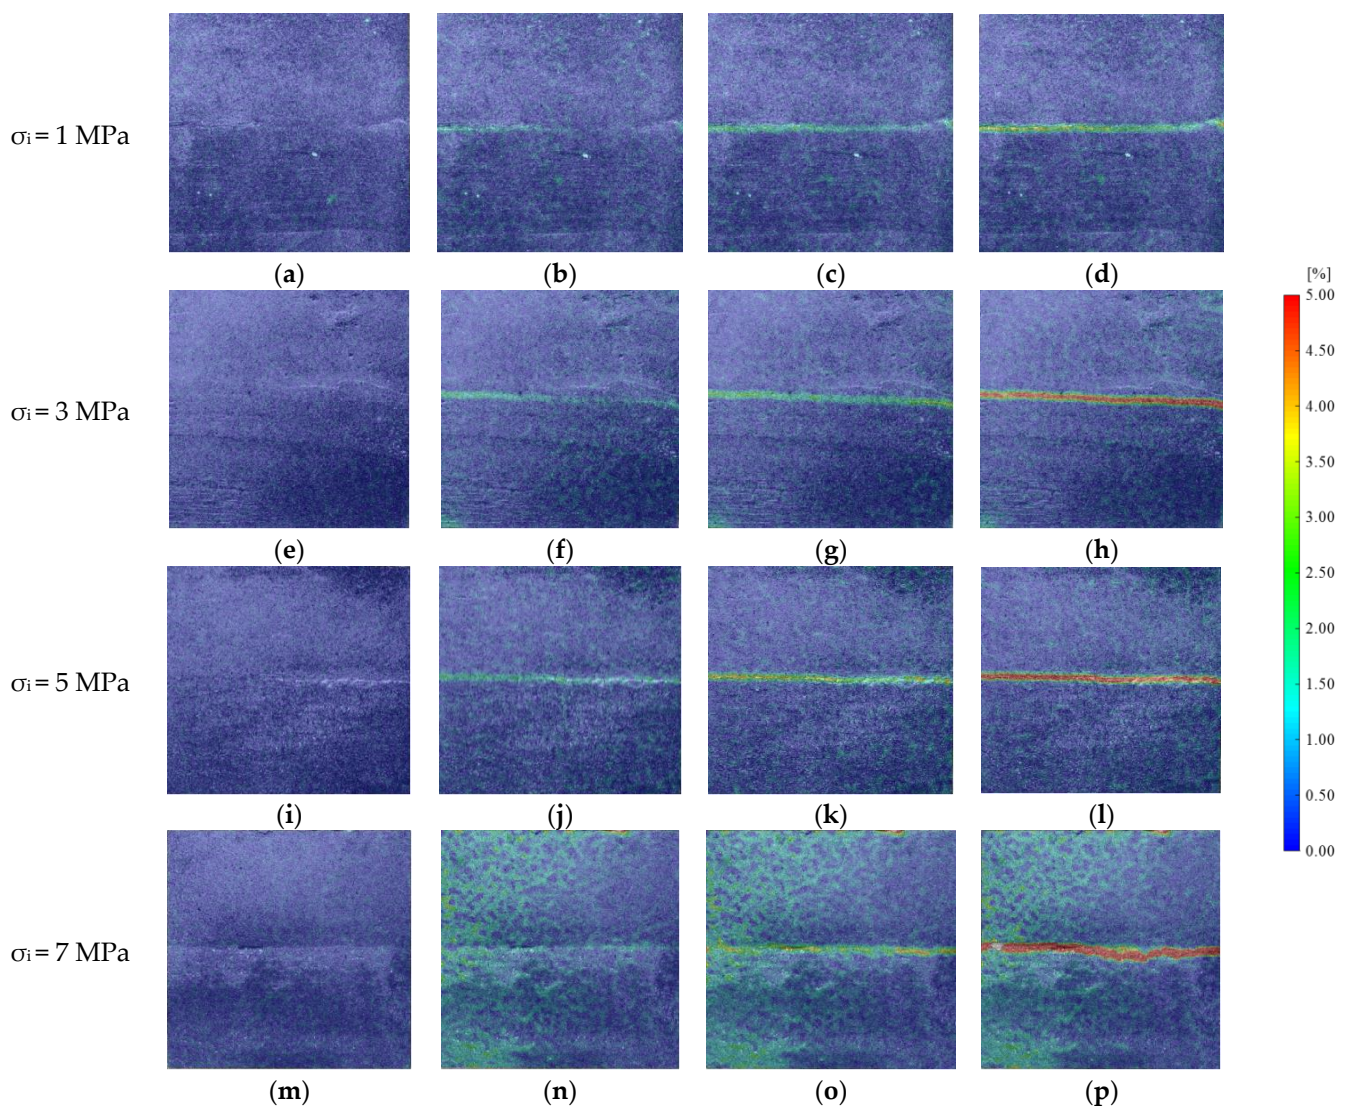 σi = 1 MPa
(a) (b) (c) (d)
[%]
5.00
σi = 3 MPa
4.50
4.00
3.50
3.00
(e) (f) (g) (h)
2.50
2.00
σi = 5 MPa
1.50
1.00
(i) (j) (k) (l)
0.50
0.00
σi = 7 MPa
(m) (n) (o) (p)